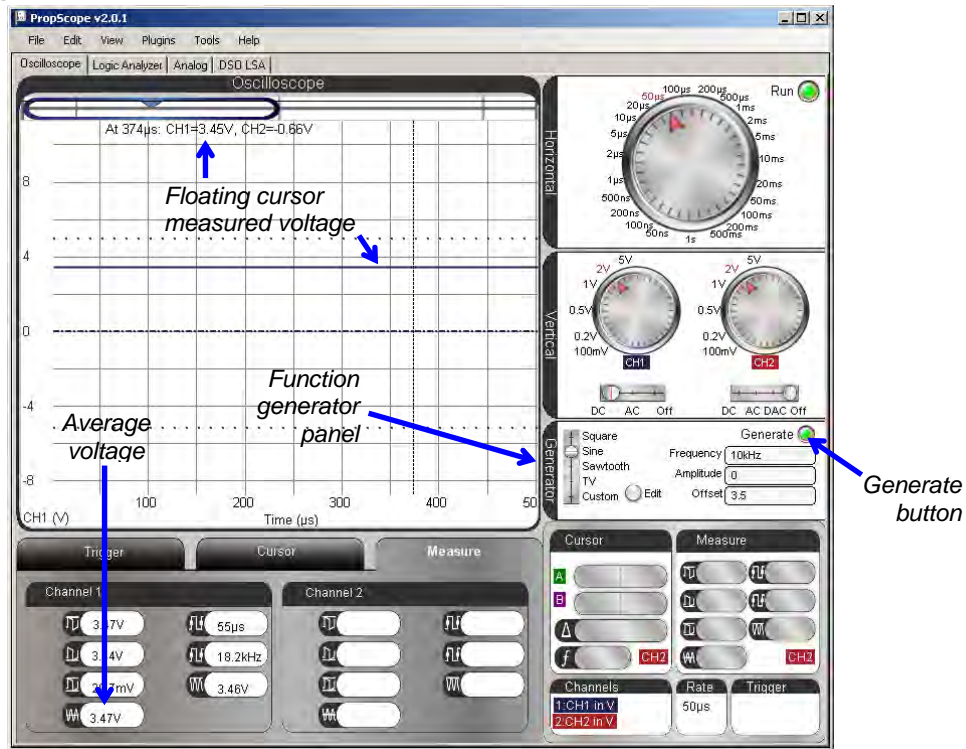 PropScope v2.0.1
File Edit View Plugins Tools Help
Oscilloscope Logic Analyzer Analog DSO LSA
Oscilloscope
At 374µs: CH1=3.45V, CH2=-0.66V
Floating cursor
measured voltage
8
4
0
-4
-8
100 200 300 400 50
CH1 (V)
Time (µs)
Average
voltage
Function
generator
panel
Horizontal
Run
50ns
100ns
200ns
500ns
1µs
2µs
5µs
10µs
20µs
50µs
100µs
200µs
500µs
1ms
2ms
5ms
10ms
20ms
50ms
100ms
200ms
500ms
1s
Vertical
5V
2V
1V
0.5V
0.2V
100mV
CH1
DC AC Off
5V
2V
1V
0.5V
0.2V
100mV
CH2
DC AC DAC Off
Generator
Square
Sine
Sawtooth
TV
Custom Edit
Generate
Frequency 10kHz
Amplitude 0
Offset 3.5
Generate
button
Trigger Cursor Measure
Channel 1
55µs
18.2kHz
3.46V
3.47V
Channel 2
Cursor
A
B
Δ
f CH2
Measure
CH2
Channels
1:CH1 in V
2:CH2 in V
Rate
50µs
Trigger